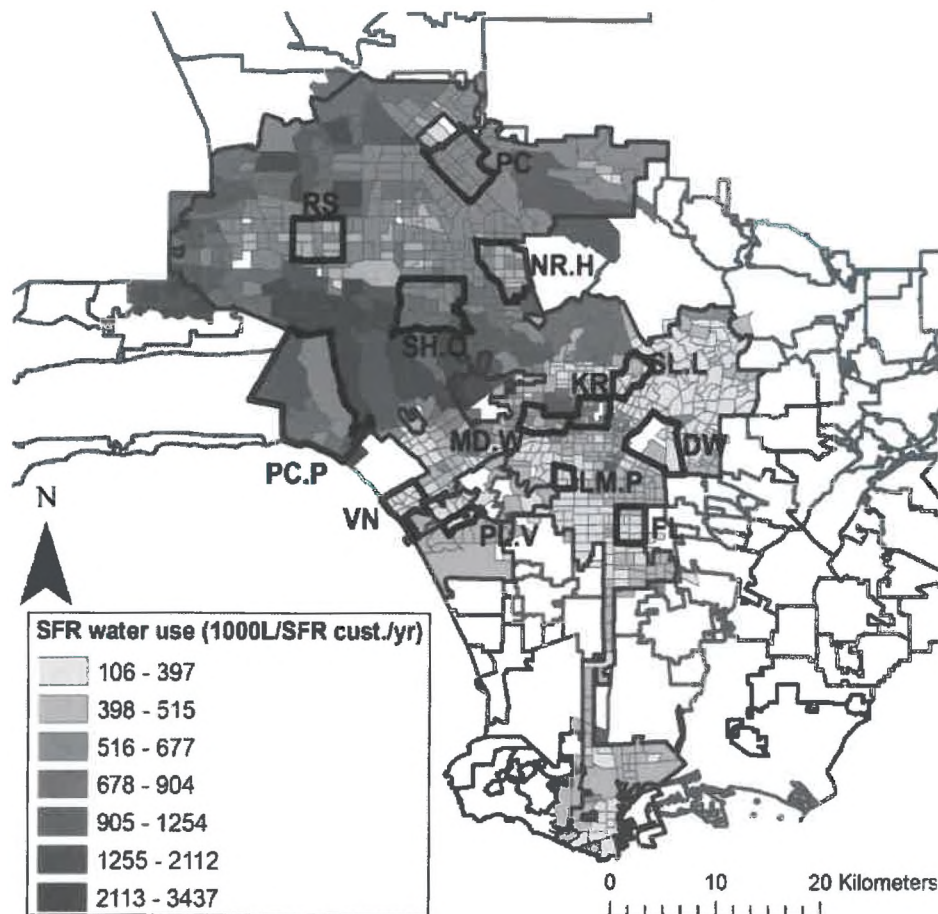 PC
RS
NR.H
SH.O
SL.L
KR
MD.W
DW
PC.P
LM.P
N
VN
PL.V
SFR water use (1000L/SFR cust./yr)
106 - 397
398 - 515
516 - 677
678 - 904
905 - 1254
1255 - 2112
2113 - 3437
0 10 20 Kilometers